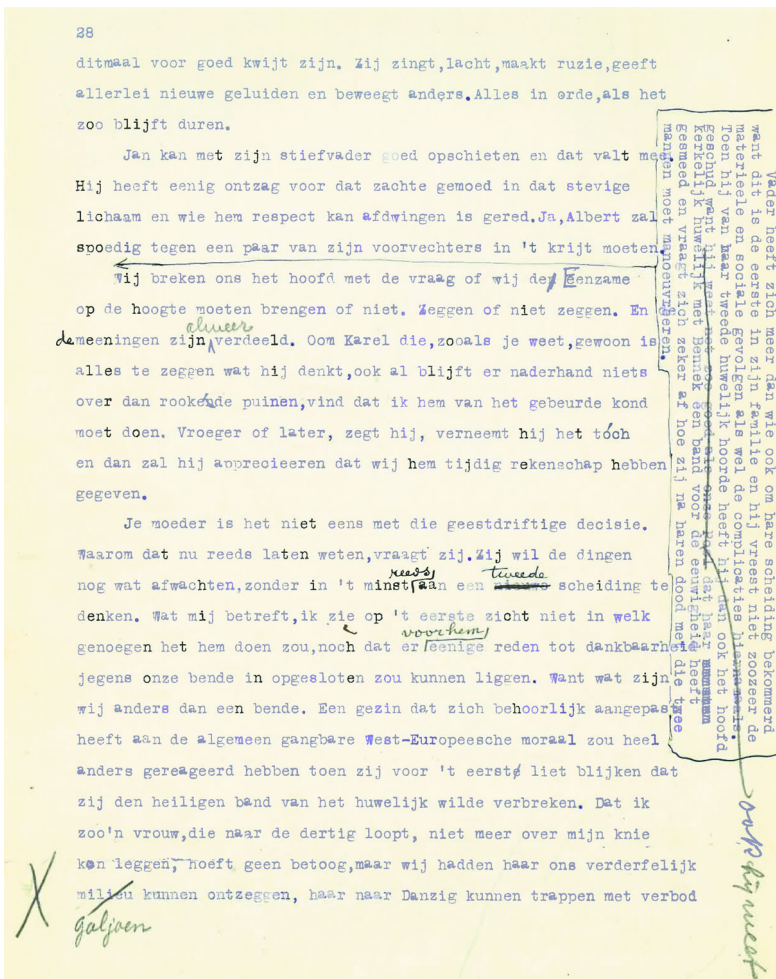 28
ditmaal voor goed kwijt zijn. Zij zingt,lacht,maakt ruzie,geeft
allerlei nieuwe geluiden en beweegt anders.Alles in orde,als het
zoo blijft duren.
Jan kan met zijn stiefvader goed opschieten en dat valt mee.
Hij heeft eenig ontzag voor dat zachte gemoed in dat stevige
lichaam en wie hem respect kan afdwingen is gered.Ja,Albert zal
spoedig tegen een paar van zijn voorvechters in 't krijt moeten.
Vader heeft zich meer dan wie ook om hare scheiding bekommerd
want dit is de eerste in zijn familie en hij vreest niet zoozeer de
materieele en sociale gevolgen als wel de complicaties hiernamaals.
Toen hij van haar tweede huwelijk hoorde heeft hij dan ook het hoofd
geschud want hij weet het zoo goed als onze Pol dat haar
ook hij weet
Kerkelijk huwelijk met Bennek een band voor de eeuwigheid heeft
gesmeed en vraagt zich zeker af hoe zij na haren dood met die twee
mannen moet manoeuvreeren.
Wij breken ons het hoofd met de vraag of wij den Eenzame
op de hoogte moeten brengen of niet. Zeggen of niet zeggen. En
alweer
de meeningen zijn verdeeld. Oom Karel die,zooals je weet,gewoon is
alles te zeggen wat hij denkt,ook al blijft er naderhand niets
over dan rookende puinen,vind dat ik hem van het gebeurde kond
moet doen. Vroeger of later, zegt hij, verneemt hij het tóch
en dan zal hij apprecieeren dat wij hem tijdig rekenschap hebben
gegeven.
Je moeder is het niet eens met die geestdriftige decisie.
Waarom dat nu reeds laten weten,vraagt zij.Zij wil de dingen
reeds tweede
nog wat afwachten,zonder in 't minst aan een nieuwe scheiding te
denken. Wat mij betreft,ik zie op 't eerste zicht niet in welk
voor hem
genoegen het hem doen zou,noch dat er eenige reden tot dankbaarheid
jegens onze bende in opgesloten zou kunnen liggen. Want wat zijn
wij anders dan een bende. Een gezin dat zich behoorlijk aangepast
heeft aan de algemeen gangbare West-Europeesche moraal zou heel
anders gereageerd hebben toen zij voor 't eerst liet blijken dat
zij den heiligen band van het huwelijk wilde verbreken. Dat ik
zoo'n vrouw,die naar de dertig loopt, niet meer over mijn knie
kon leggen, hoeft geen betoog,maar wij hadden haar ons verderfelijk
milieu kunnen ontzeggen, haar naar Danzig kunnen trappen met verbod
galjoen